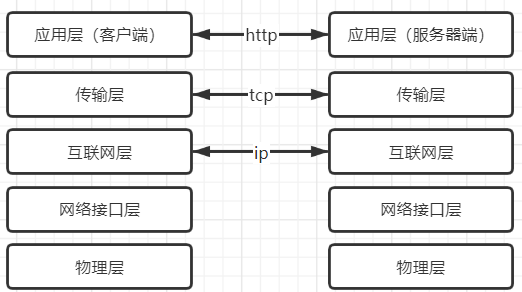 应用层（客户端） http 应用层（服务器端）
传输层 tcp 传输层
互联网层 ip 互联网层
网络接口层 网络接口层
物理层 物理层